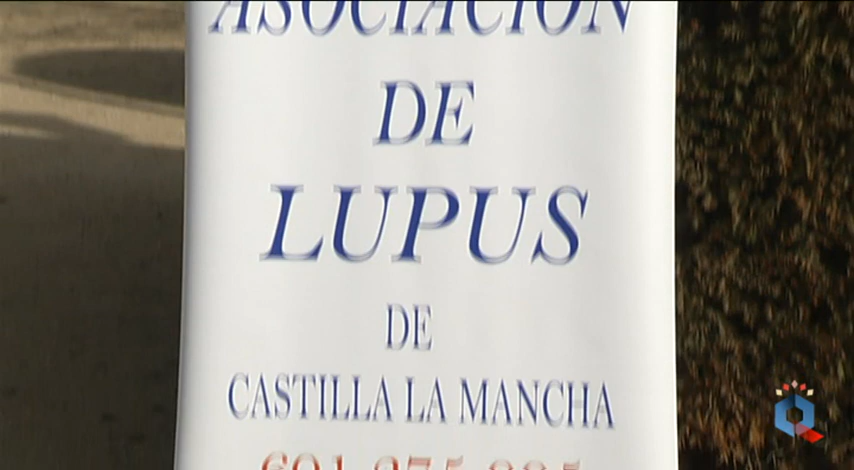 ASOCIACIÓN
DE
LUPUS
DE
CASTILLA LA MANCHA